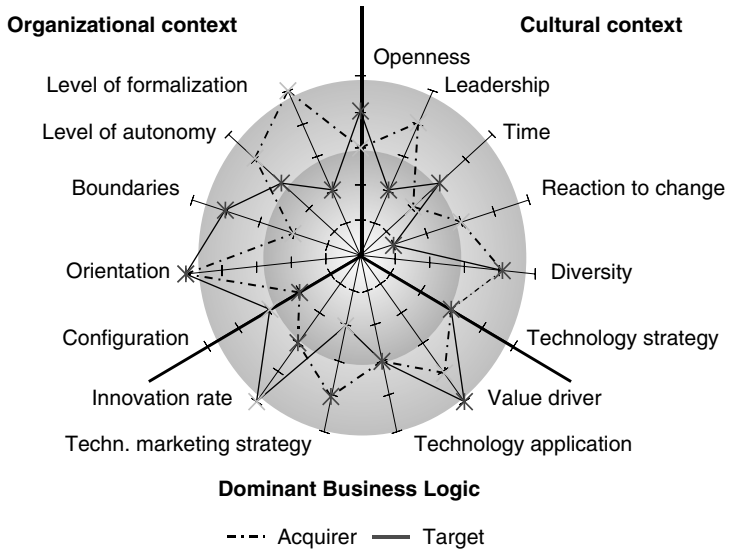 Organizational context
Cultural context
Openness
Level of formalization
Leadership
Level of autonomy
Time
Boundaries
Reaction to change
Orientation
Diversity
Configuration
Technology strategy
Innovation rate
Value driver
Techn. marketing strategy
Technology application
Dominant Business Logic
Acquirer
Target